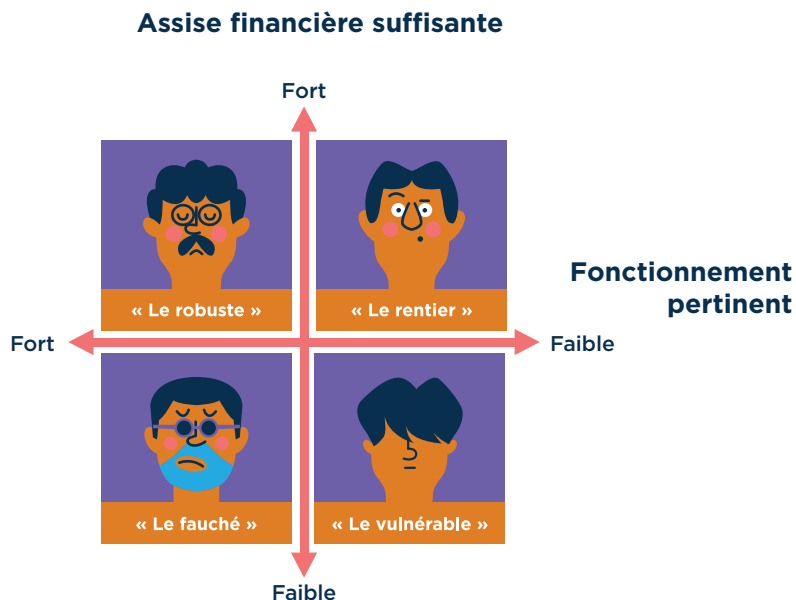 Assise financière suffisante
Fort
« Le robuste »
« Le rentier »
Fonctionnement
pertinent
Fort
Faible
« Le fauché »
« Le vulnérable »
Faible